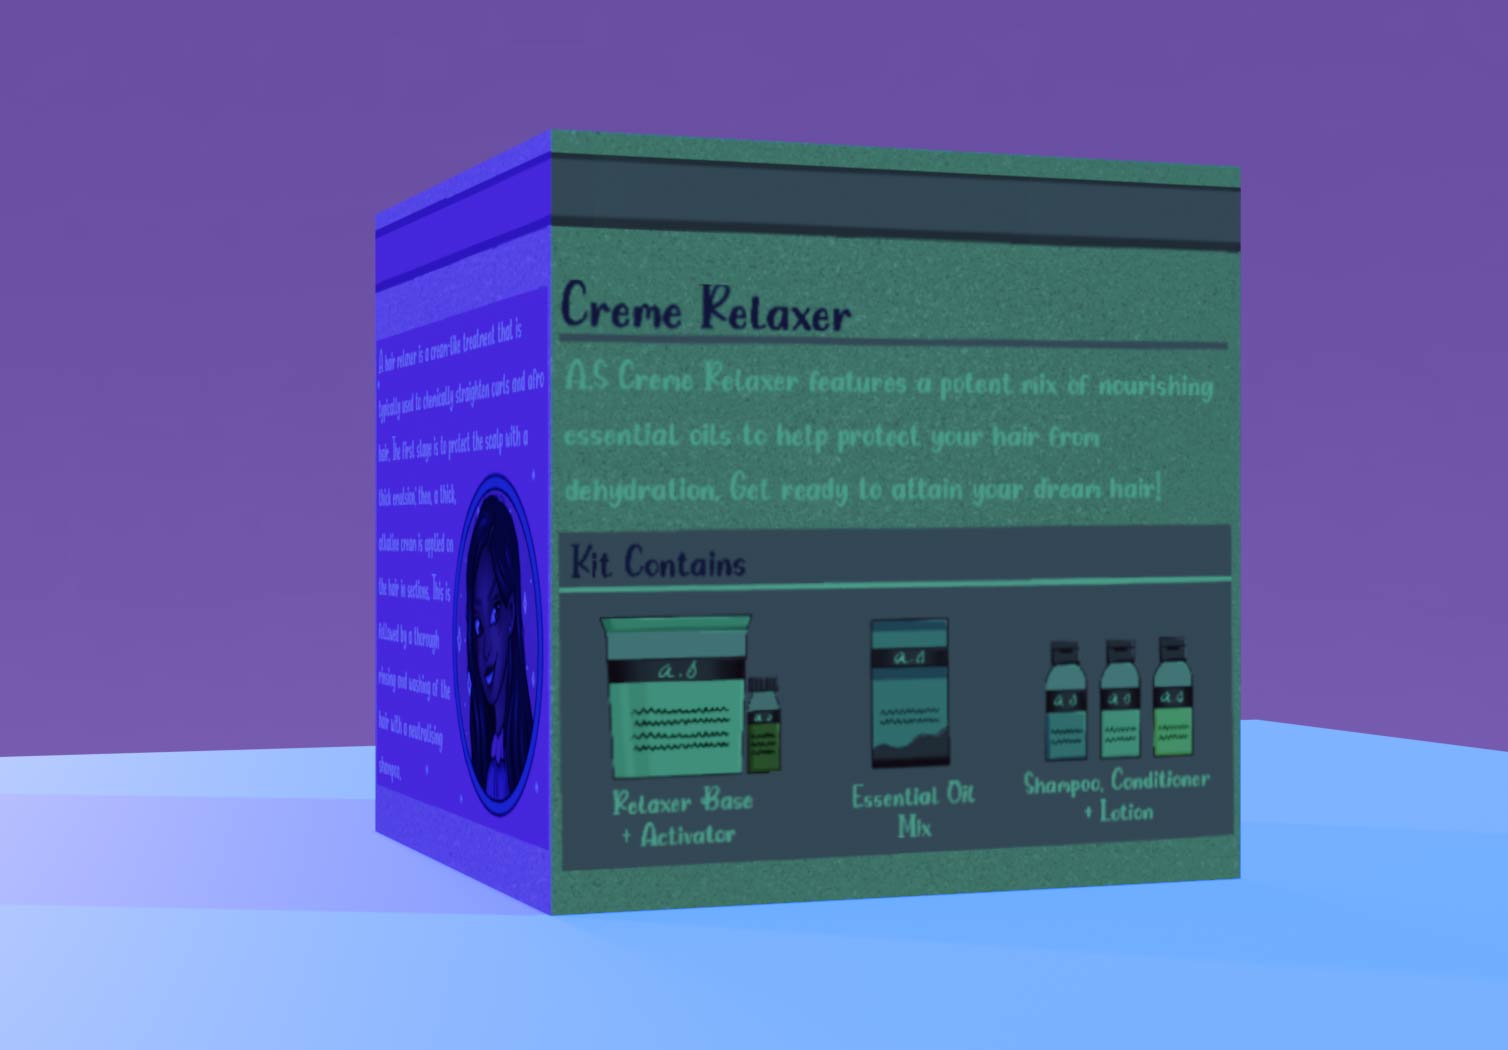 A hair relaxer is a cream-like treatment that is
typically used to chemically straighten curls and afro
hair. The first stage is to protect the scalp with a
thick emulsion; then, a thick,
alkaline cream is applied on
the hair in sections. This is
followed by a thorough
rinsing and washing of the
hair with a neutralising
shampoo.
Creme Relaxer
A.S Creme Relaxer features a potent mix of nourishing
essential oils to help protect your hair from
dehydration. Get ready to attain your dream hair!
Kit Contains
a.s
a.s
a.s
a.s
a.s
a.s
Relaxer Base
+ Activator
Essential Oil
Mix
Shampoo, Conditioner
+ Lotion